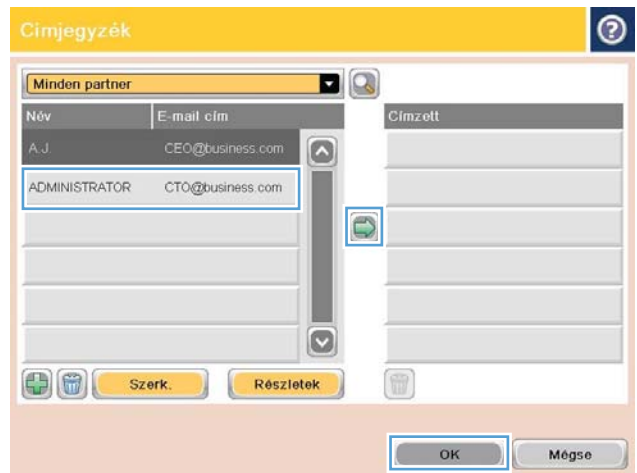 Címjegyzék
Minden partner
Név E-mail cím Címzett
A.J. CEO@business.com
ADMINISTRATOR CTO@business.com
Szerk. Részletek
OK Mégse